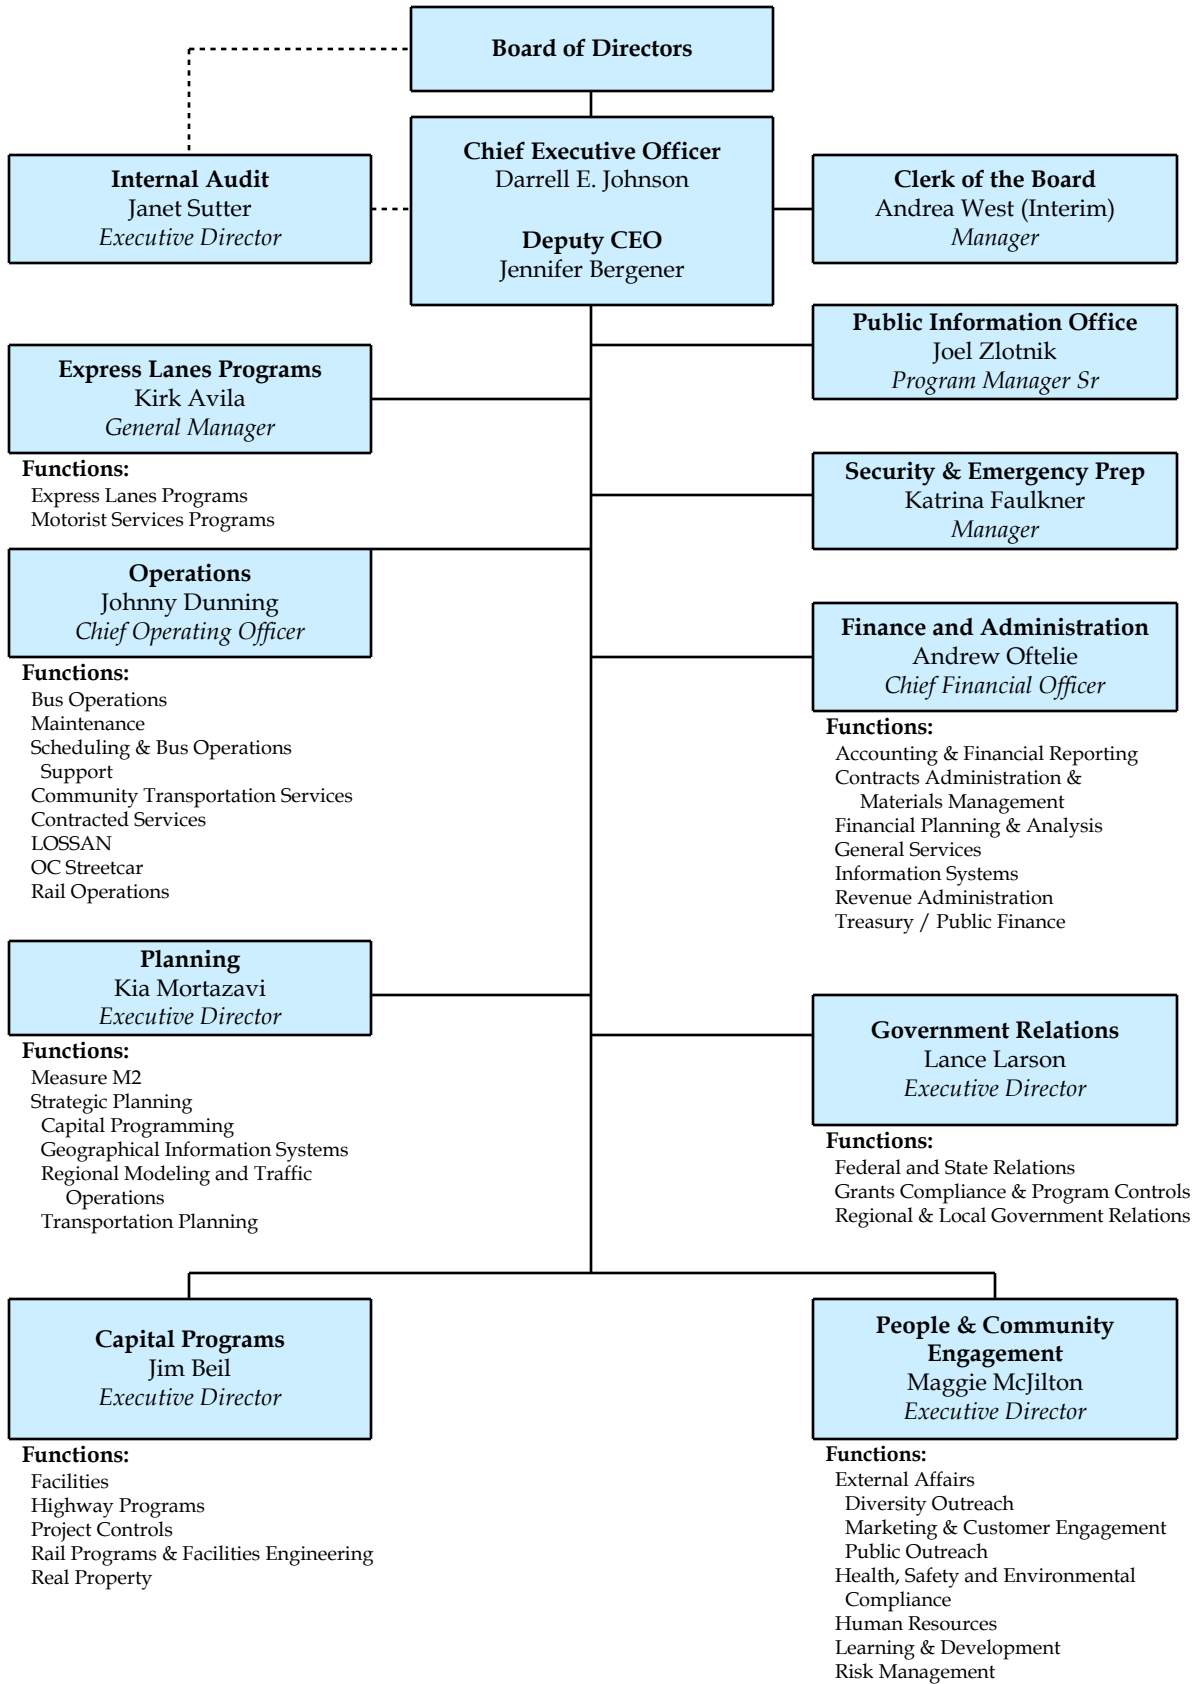 Board of Directors
Chief Executive Officer
Darrell E. Johnson
Deputy CEO
Jennifer Bergener
Internal Audit
Janet Sutter
Executive Director
Clerk of the Board
Andrea West (Interim)
Manager
Public Information Office
Joel Zlotnik
Program Manager Sr
Express Lanes Programs
Kirk Avila
General Manager
Functions:
Express Lanes Programs
Motorist Services Programs
Security & Emergency Prep
Katrina Faulkner
Manager
Operations
Johnny Dunning
Chief Operating Officer
Functions:
Bus Operations
Maintenance
Scheduling & Bus Operations
Support
Community Transportation Services
Contracted Services
LOSSAN
OC Streetcar
Rail Operations
Finance and Administration
Andrew Oftelie
Chief Financial Officer
Functions:
Accounting & Financial Reporting
Contracts Administration &
Materials Management
Financial Planning & Analysis
General Services
Information Systems
Revenue Administration
Treasury / Public Finance
Planning
Kia Mortazavi
Executive Director
Functions:
Measure M2
Strategic Planning
Capital Programming
Geographical Information Systems
Regional Modeling and Traffic
Operations
Transportation Planning
Government Relations
Lance Larson
Executive Director
Functions:
Federal and State Relations
Grants Compliance & Program Controls
Regional & Local Government Relations
Capital Programs
Jim Beil
Executive Director
Functions:
Facilities
Highway Programs
Project Controls
Rail Programs & Facilities Engineering
Real Property
People & Community
Engagement
Maggie McJilton
Executive Director
Functions:
External Affairs
Diversity Outreach
Marketing & Customer Engagement
Public Outreach
Health, Safety and Environmental
Compliance
Human Resources
Learning & Development
Risk Management